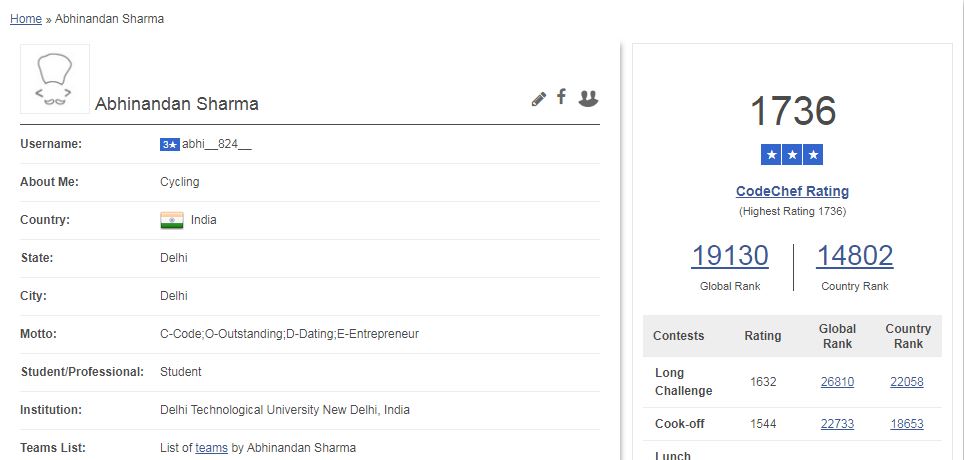 Home » Abhinandan Sharma
Abhinandan Sharma
Username: 3★ abhi__824__
About Me: Cycling
Country: India
State: Delhi
City: Delhi
Motto: C-Code;O-Outstanding;D-Dating;E-Entrepreneur
Student/Professional: Student
Institution: Delhi Technological University New Delhi, India
Teams List: List of teams by Abhinandan Sharma
1736
★★★
CodeChef Rating
(Highest Rating 1736)
19130 14802
Global Rank Country Rank
Contests Rating Global Rank Country Rank
Long Challenge 1632 26810 22058
Cook-off 1544 22733 18653
Lunch